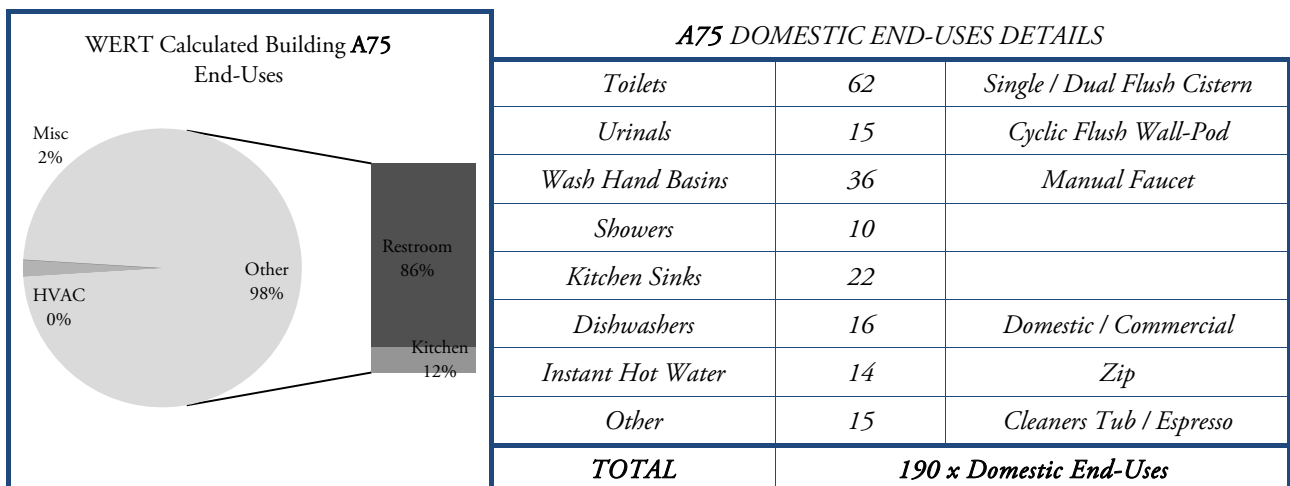 WERT Calculated Building A75
End-Uses
Misc
2%
HVAC
0%
Other
98%
Restroom
86%
Kitchen
12%
A75 DOMESTIC END-USES DETAILS
Toilets 62 Single / Dual Flush Cistern
Urinals 15 Cyclic Flush Wall-Pod
Wash Hand Basins 36 Manual Faucet
Showers 10
Kitchen Sinks 22
Dishwashers 16 Domestic / Commercial
Instant Hot Water 14 Zip
Other 15 Cleaners Tub / Espresso
TOTAL 190 x Domestic End-Uses